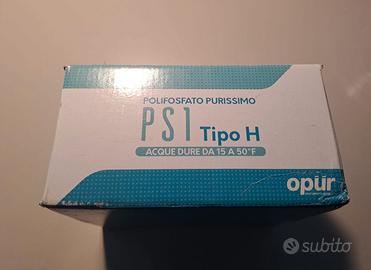 POLIFOSFATO PURISSIMO
PS1 Tipo H
ACQUE DURE DA 15 A 50°F
opür
subito